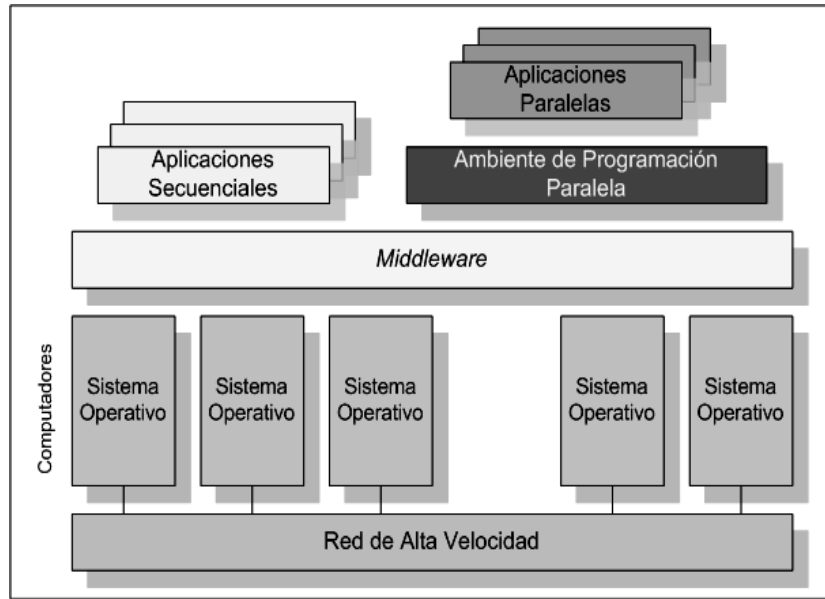 Aplicaciones
Paralelas
Aplicaciones
Secuenciales
Ambiente de Programación
Paralela
Middleware
Computadores
Sistema
Operativo
Sistema
Operativo
Sistema
Operativo
Sistema
Operativo
Sistema
Operativo
Red de Alta Velocidad